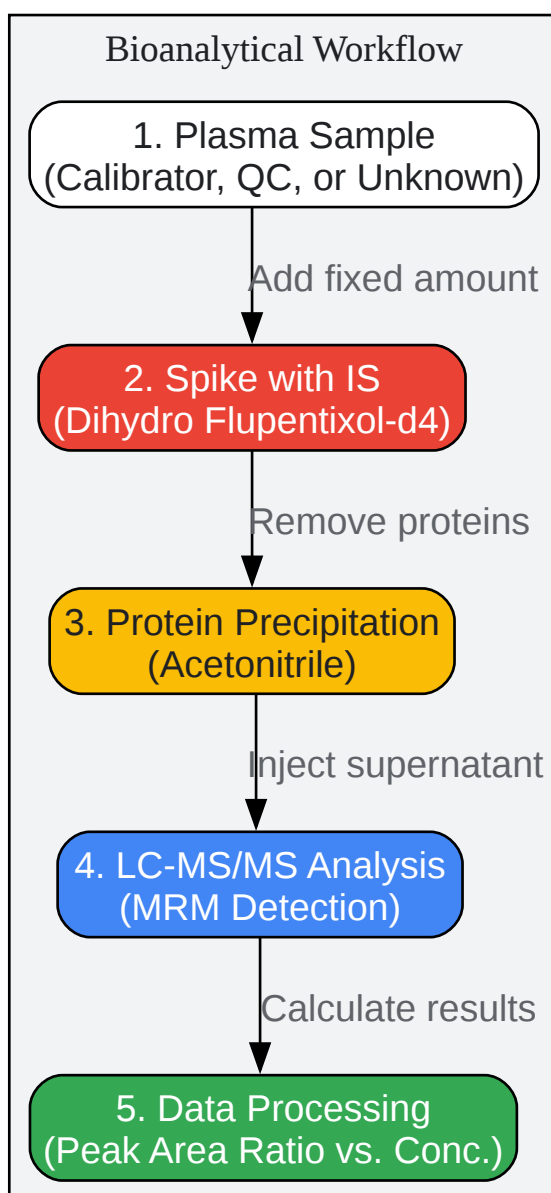 Bioanalytical Workflow
1. Plasma Sample
(Calibrator, QC, or Unknown)
Add fixed amount
2. Spike with IS
(Dihydro Flupentixol-d4)
Remove proteins
3. Protein Precipitation
(Acetonitrile)
Inject supernatant
4. LC-MS/MS Analysis
(MRM Detection)
Calculate results
5. Data Processing
(Peak Area Ratio vs. Conc.)